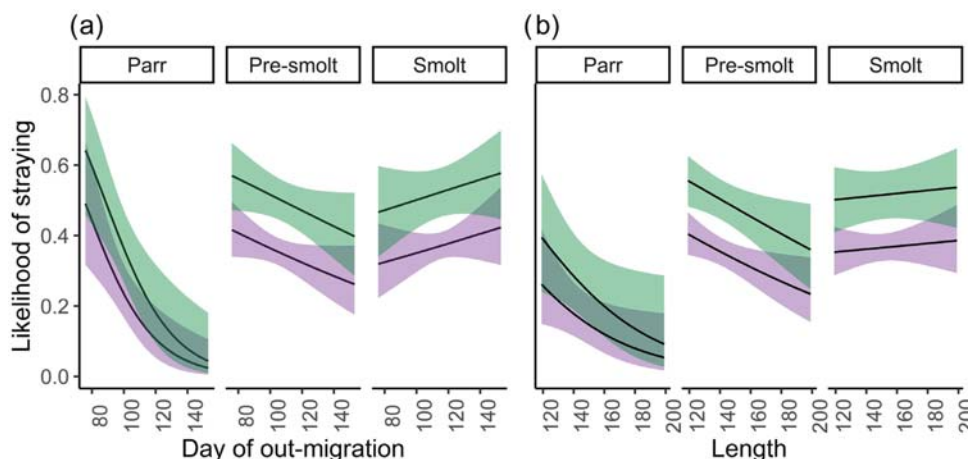 (a)
(b)
Parr Pre-smolt Smolt
Parr Pre-smolt Smolt
Likelihood of straying
0.8
0.6
0.4
0.2
0.0
80 100 120 140
80 100 120 140
80 100 120 140
120 140 160 180 200
120 140 160 180 200
120 140 160 180 200
Day of out-migration
Length